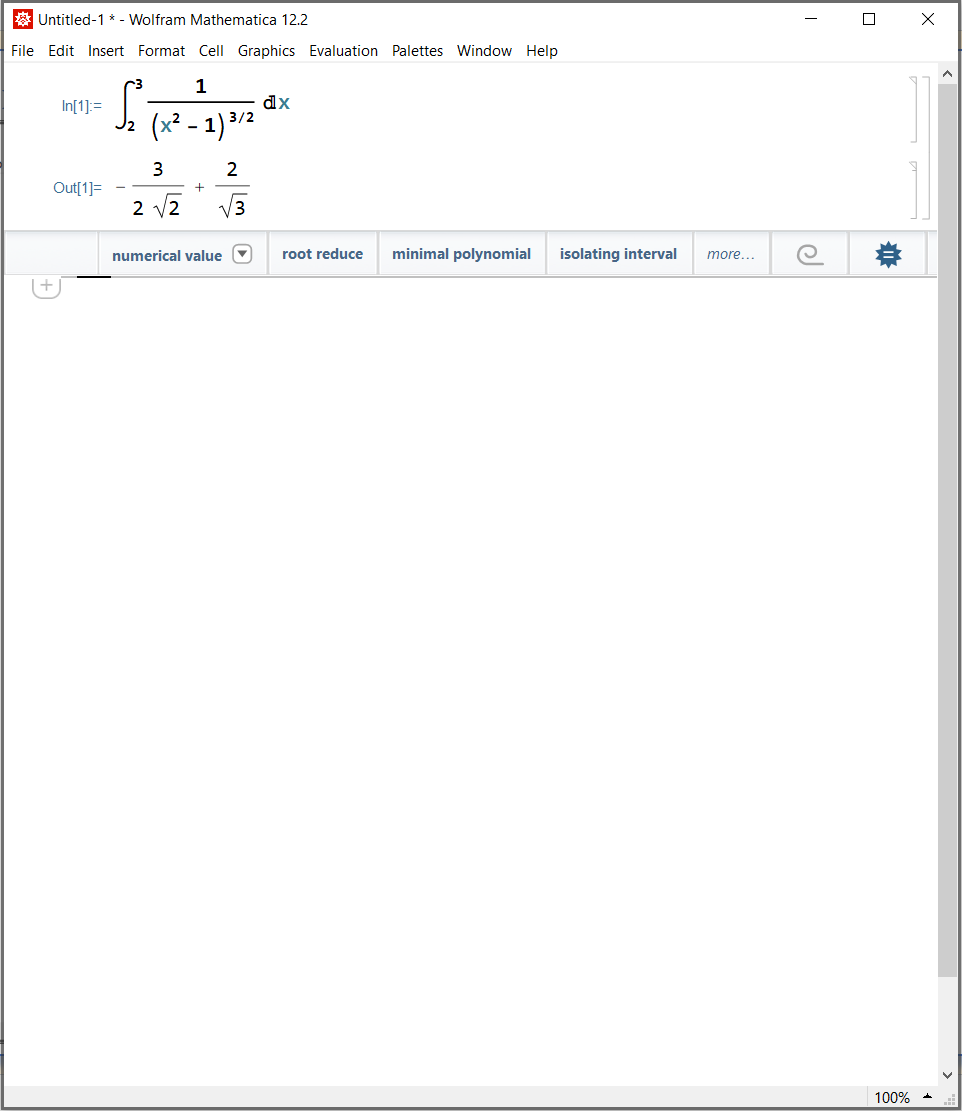 Untitled-1 * - Wolfram Mathematica 12.2
File Edit Insert Format Cell Graphics Evaluation Palettes Window Help
In[1]:= ∫₂³ 1/(x² - 1)^(3/2) ⅆx
Out[1]= - 3/(2 √2) + 2/√3
numerical value root reduce minimal polynomial isolating interval more...
+
100%